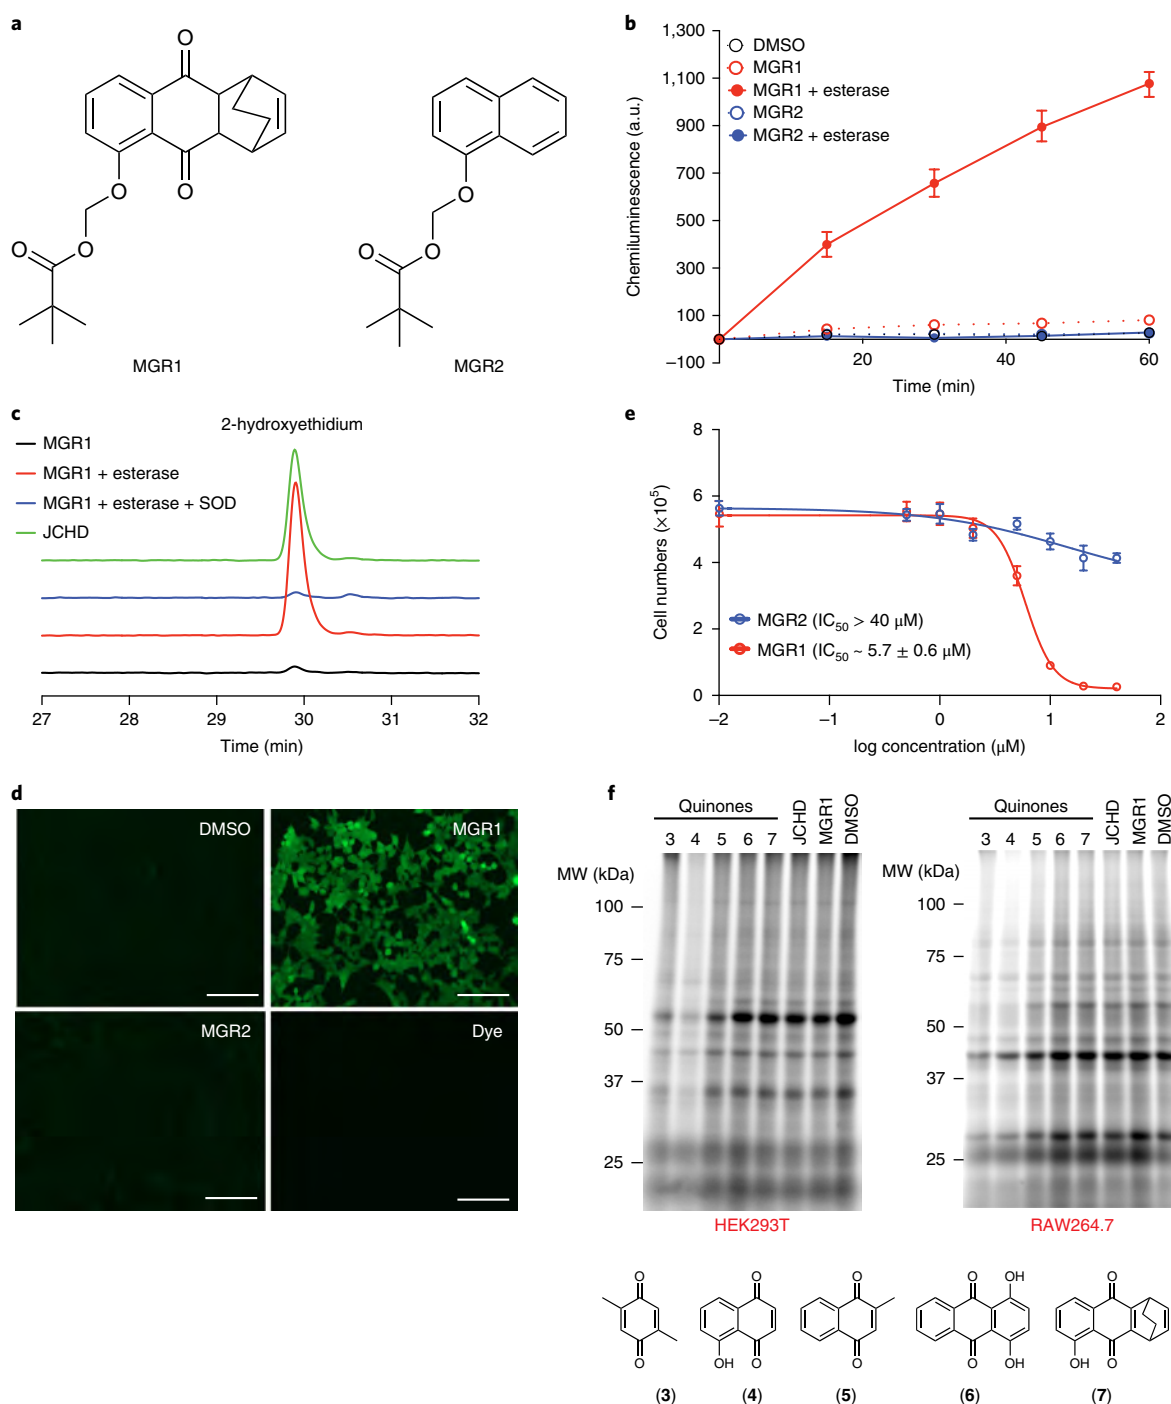 a
O
O
O
O
O
MGR1
O
O
O
MGR2
b
Chemiluminescence (a.u.)
1,300
1,100
900
700
500
300
100
−100
DMSO
MGR1
MGR1 + esterase
MGR2
MGR2 + esterase
20
40
60
Time (min)
c
2-hydroxyethidium
MGR1
MGR1 + esterase
MGR1 + esterase + SOD
JCHD
27
28
29
30
31
32
Time (min)
e
Cell numbers (×10⁵)
8
6
4
2
0
MGR2 (IC₅₀ > 40 μM)
MGR1 (IC₅₀ ~ 5.7 ± 0.6 μM)
−2
−1
0
1
2
log concentration (μM)
d
DMSO
MGR1
MGR2
Dye
f
Quinones
3 4 5 6 7 JCHD MGR1 DMSO
MW (kDa)
100
75
50
37
25
HEK293T
Quinones
3 4 5 6 7 JCHD MGR1 DMSO
MW (kDa)
100
75
50
37
25
RAW264.7
O
O
(3)
O
OH O
(4)
O
O
(5)
O OH
O OH
(6)
O
OH O
(7)